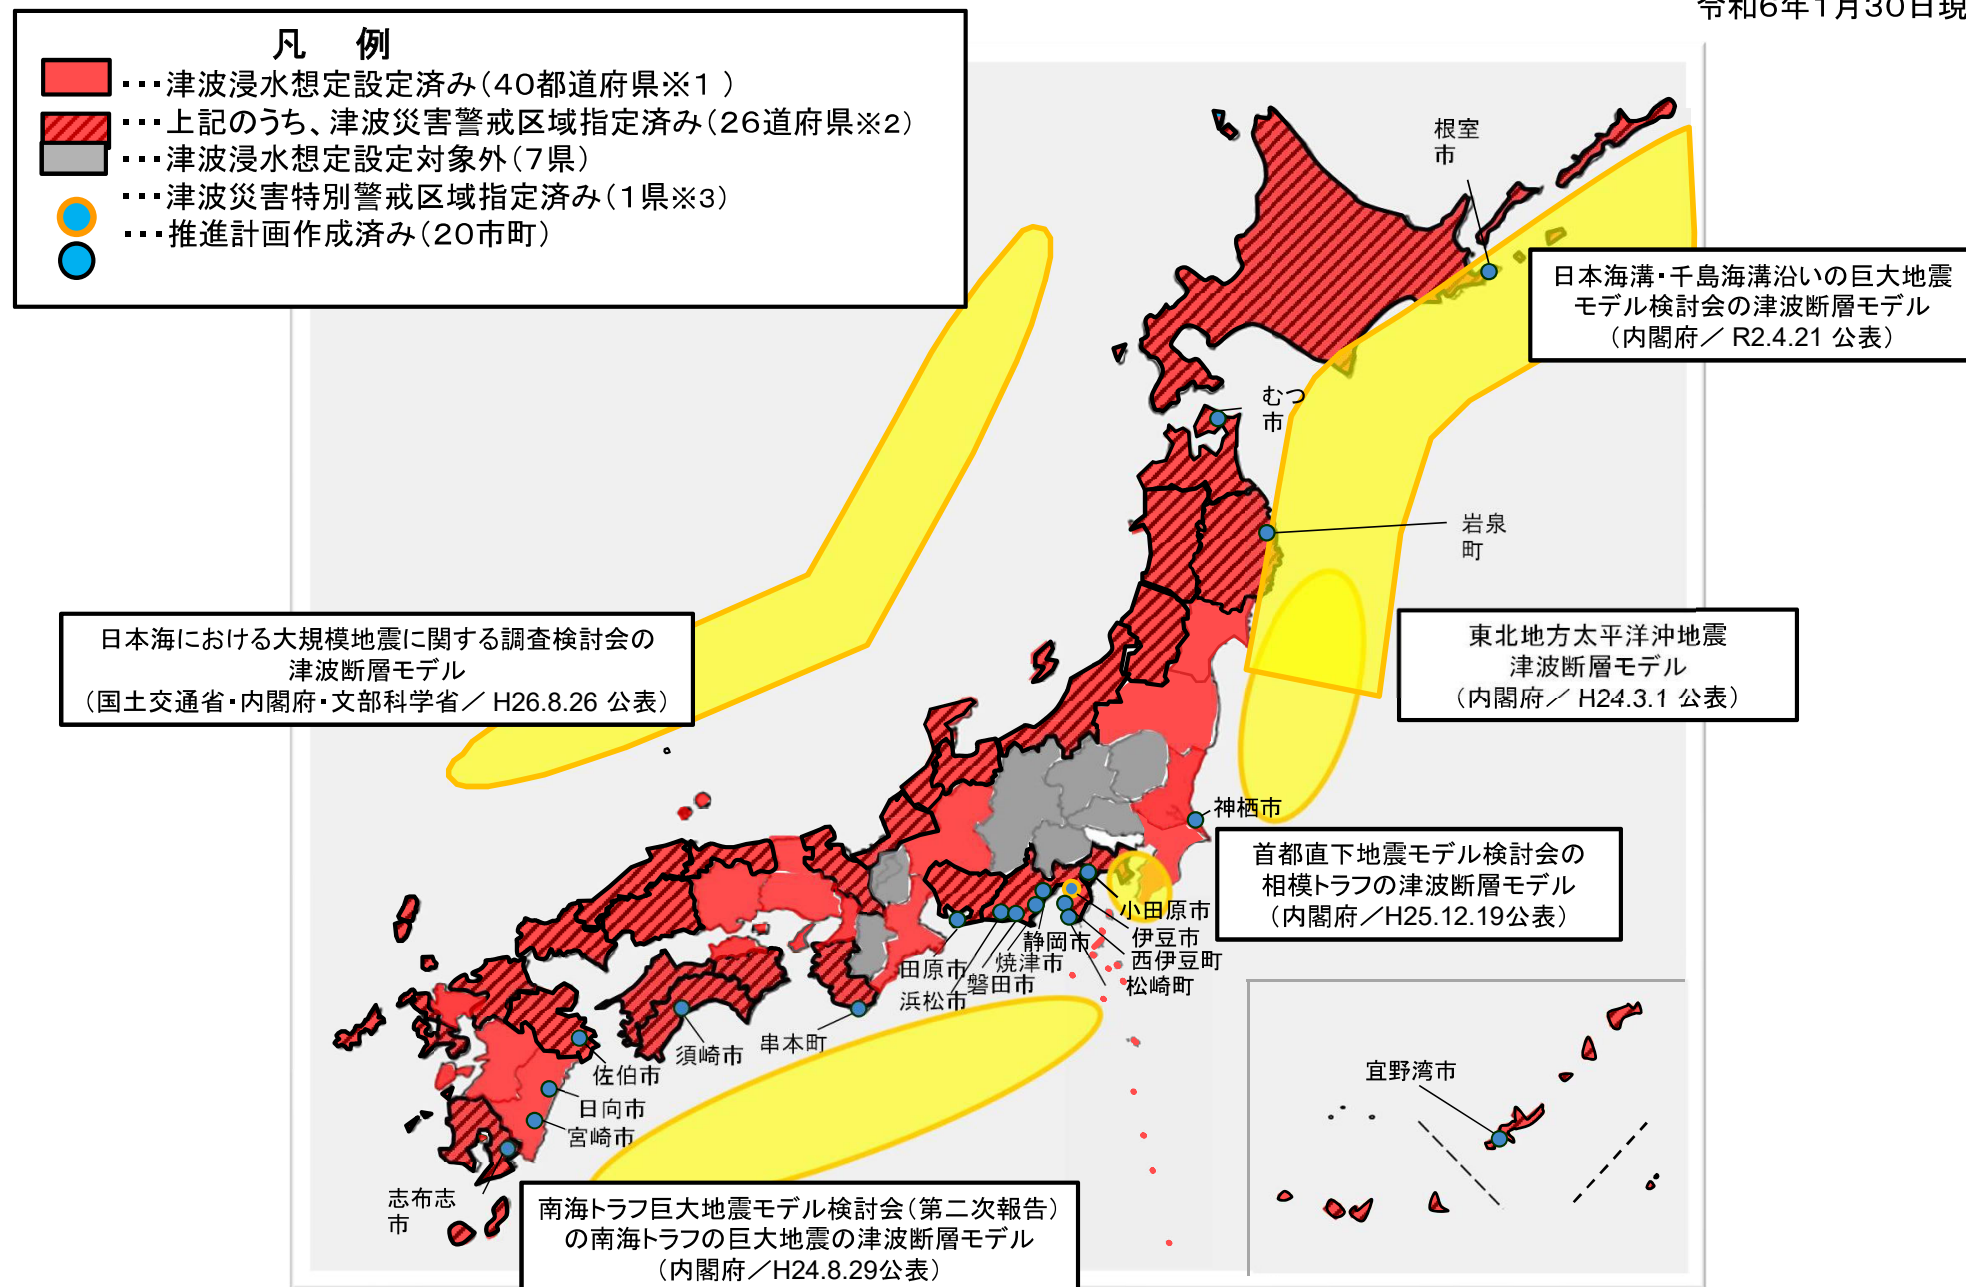 令和6年1月30日現
凡　例
･･･津波浸水想定設定済み（40都道府県※1 ）
･･･上記のうち、津波災害警戒区域指定済み（26道府県※2）
･･･津波浸水想定設定対象外（7県）
･･･津波災害特別警戒区域指定済み（1県※3）
･･･推進計画作成済み（20市町）
根室
市
日本海溝・千島海溝沿いの巨大地震
モデル検討会の津波断層モデル
（内閣府／ R2.4.21 公表）
むつ
市
岩泉
町
日本海における大規模地震に関する調査検討会の
津波断層モデル
（国土交通省・内閣府・文部科学省／ H26.8.26 公表）
東北地方太平洋沖地震
津波断層モデル
（内閣府／ H24.3.1 公表）
神栖市
首都直下地震モデル検討会の
相模トラフの津波断層モデル
（内閣府／H25.12.19公表）
小田原市
伊豆市
西伊豆町
松崎町
静岡市
焼津市
磐田市
田原市
浜松市
串本町
須崎市
佐伯市
日向市
宮崎市
志布志
市
宜野湾市
南海トラフ巨大地震モデル検討会（第二次報告）
の南海トラフの巨大地震の津波断層モデル
（内閣府／H24.8.29公表）